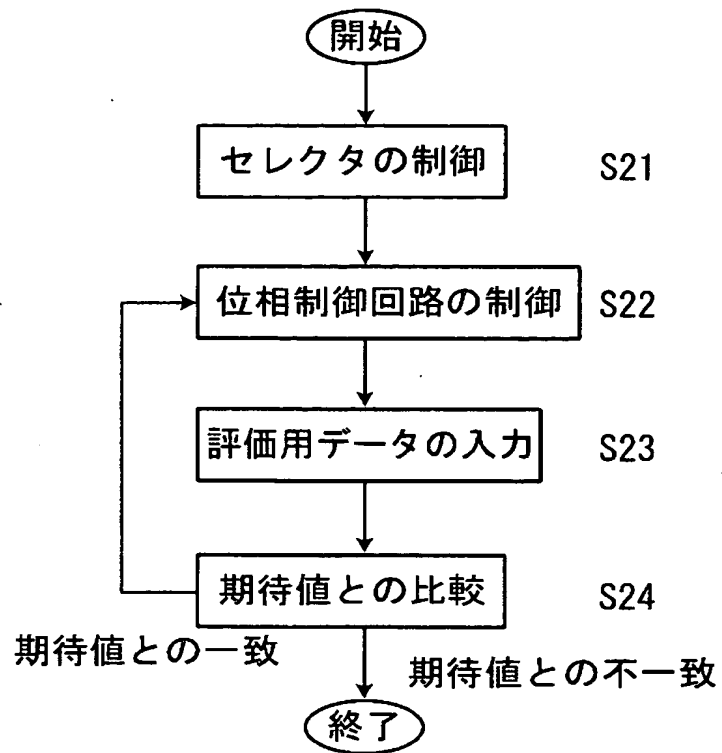 開始
セレクタの制御
S21
位相制御回路の制御
S22
評価用データの入力
S23
期待値との比較
S24
期待値との一致
期待値との不一致
終了